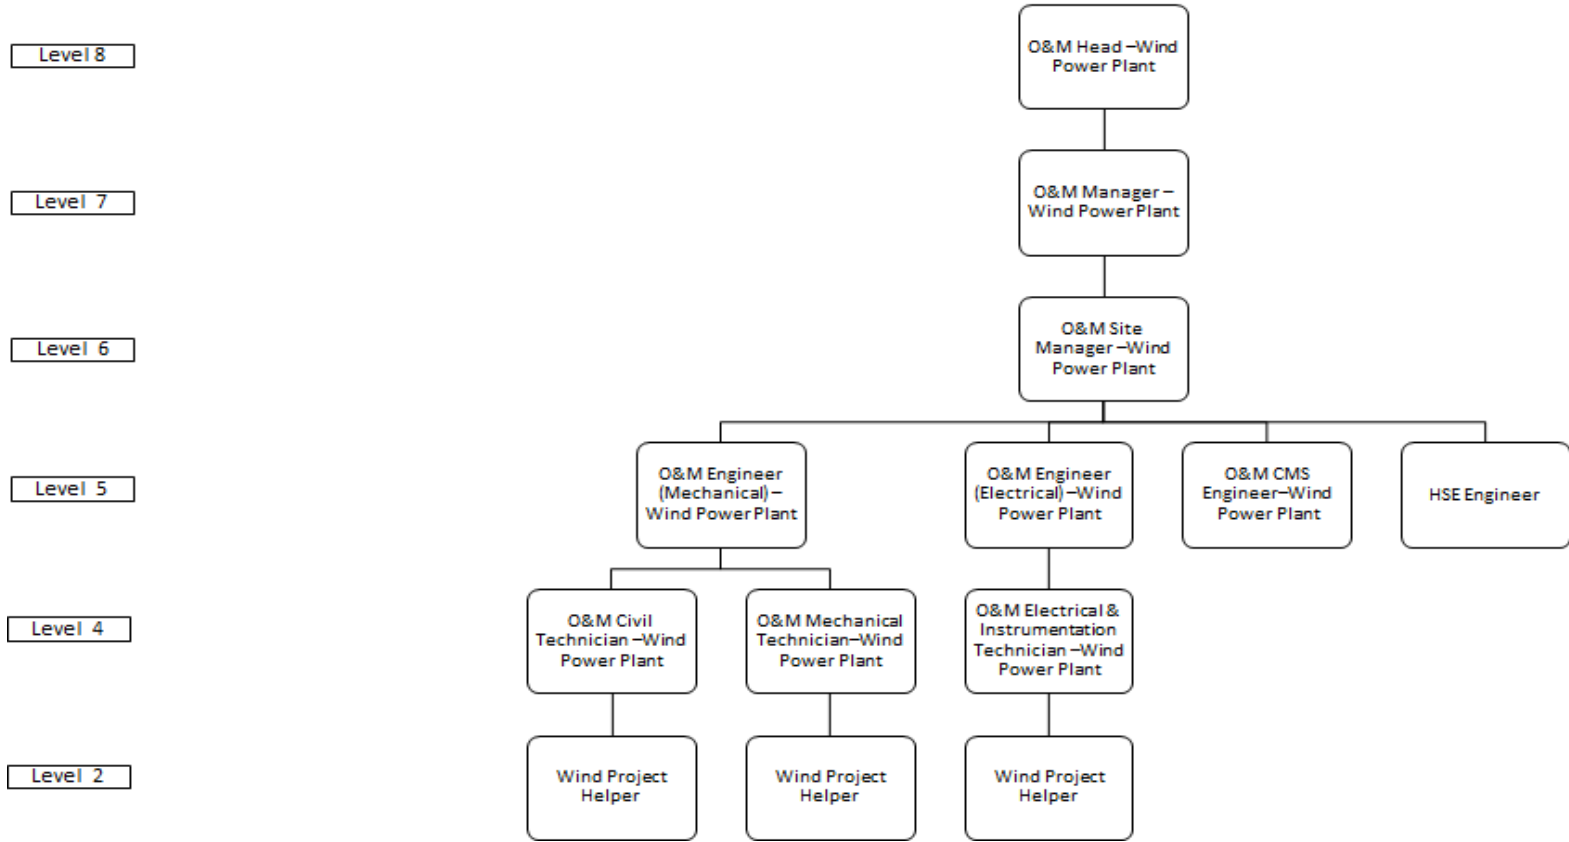 Level 8
O&M Head –Wind
Power Plant
Level 7
O&M Manager –
Wind Power Plant
Level 6
O&M Site
Manager –Wind
Power Plant
Level 5
O&M Engineer
(Mechanical) –
Wind Power Plant
O&M Engineer
(Electrical) –Wind
Power Plant
O&M CMS
Engineer–Wind
Power Plant
HSE Engineer
Level 4
O&M Civil
Technician –Wind
Power Plant
O&M Mechanical
Technician–Wind
Power Plant
O&M Electrical &
Instrumentation
Technician –Wind
Power Plant
Level 2
Wind Project
Helper
Wind Project
Helper
Wind Project
Helper